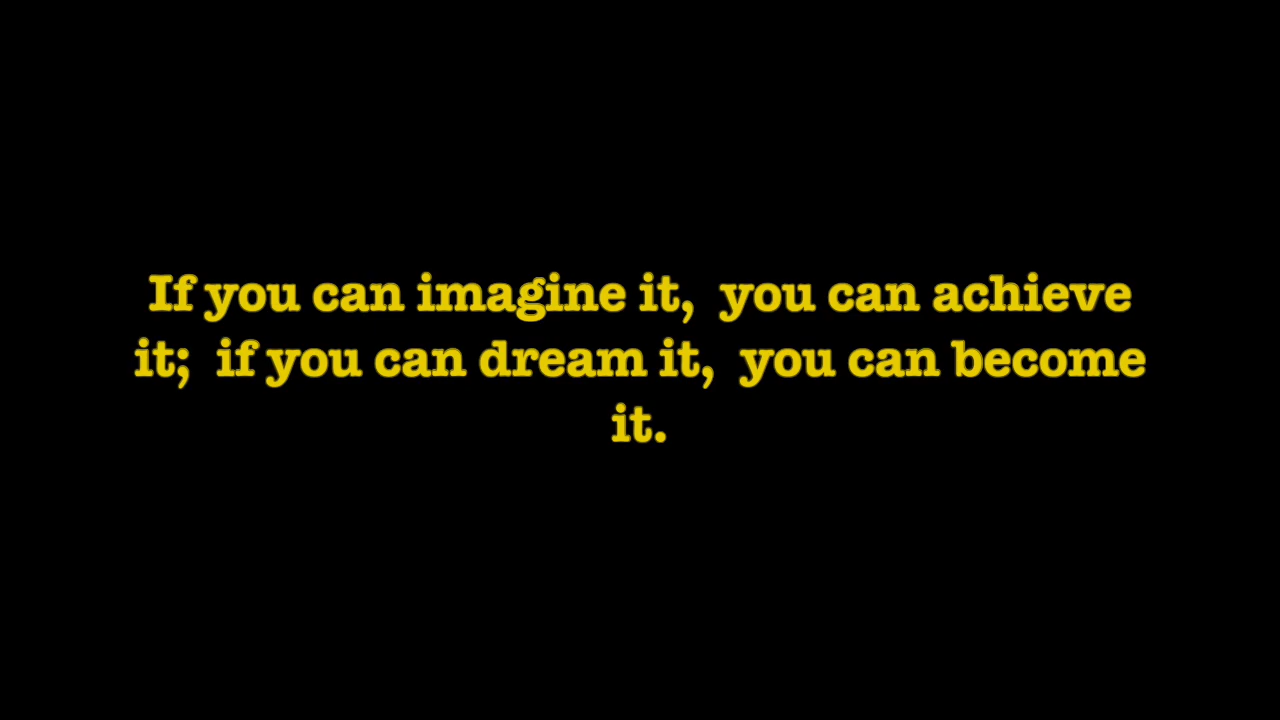 If you can imagine it,  you can achieve
it;  if you can dream it,  you can become
it.